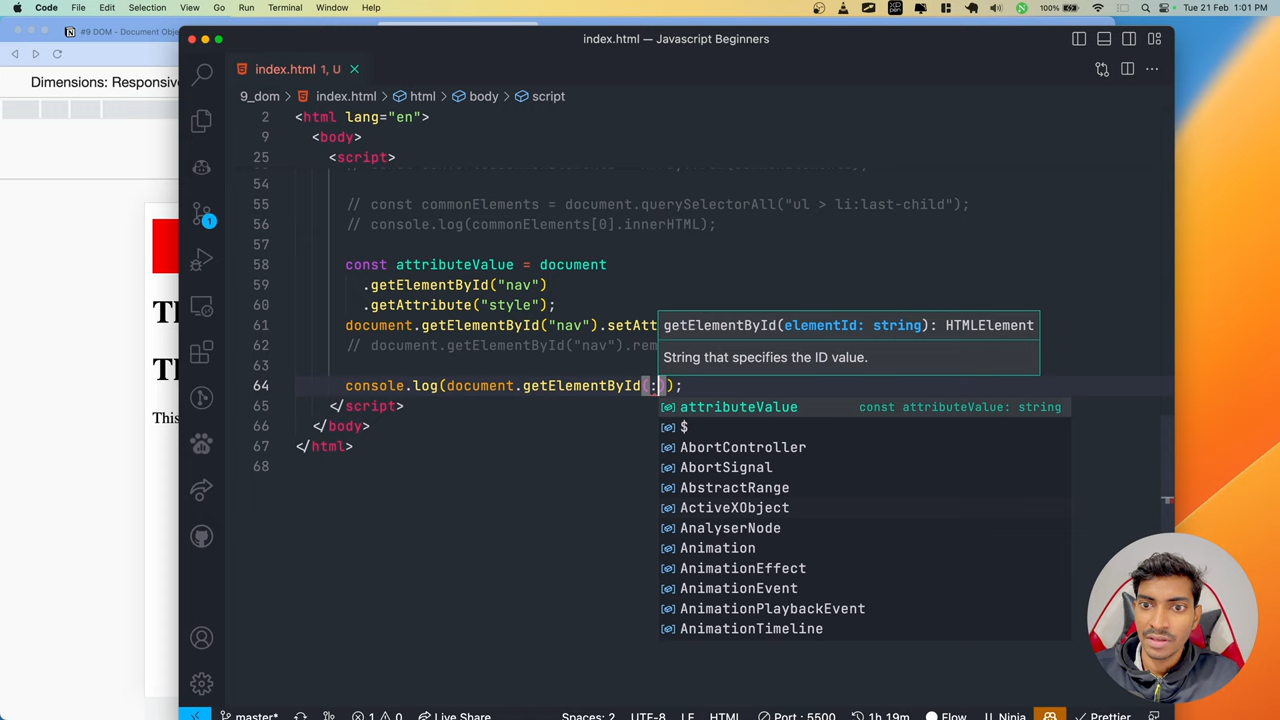 Code File Edit Selection View Go Run Terminal Window Help
100% Tue 21 Feb 1:01 PM
#9 DOM - Document Obje
Dimensions: Responsive
index.html — Javascript Beginners
index.html 1, U
9_dom > index.html > html > body > script
2 <html lang="en">
9 <body>
25 <script>
54
55 // const commonElements = document.querySelectorAll("ul > li:last-child");
56 // console.log(commonElements[0].innerHTML);
57
58 const attributeValue = document
59 .getElementById("nav")
60 .getAttribute("style");
61 document.getElementById("nav").setAtt
62 // document.getElementById("nav").rem
63
64 console.log(document.getElementById(:));
65 </script>
66 </body>
67 </html>
68
getElementById(elementId: string): HTMLElement
String that specifies the ID value.
attributeValue const attributeValue: string
$
AbortController
AbortSignal
AbstractRange
ActiveXObject
AnalyserNode
Animation
AnimationEffect
AnimationEvent
AnimationPlaybackEvent
AnimationTimeline
This
1
master* 1 0 Live Share Spaces: 2 UTF-8 LF HTML Port : 5500 1h 19m Flow U: Ninja Prettier